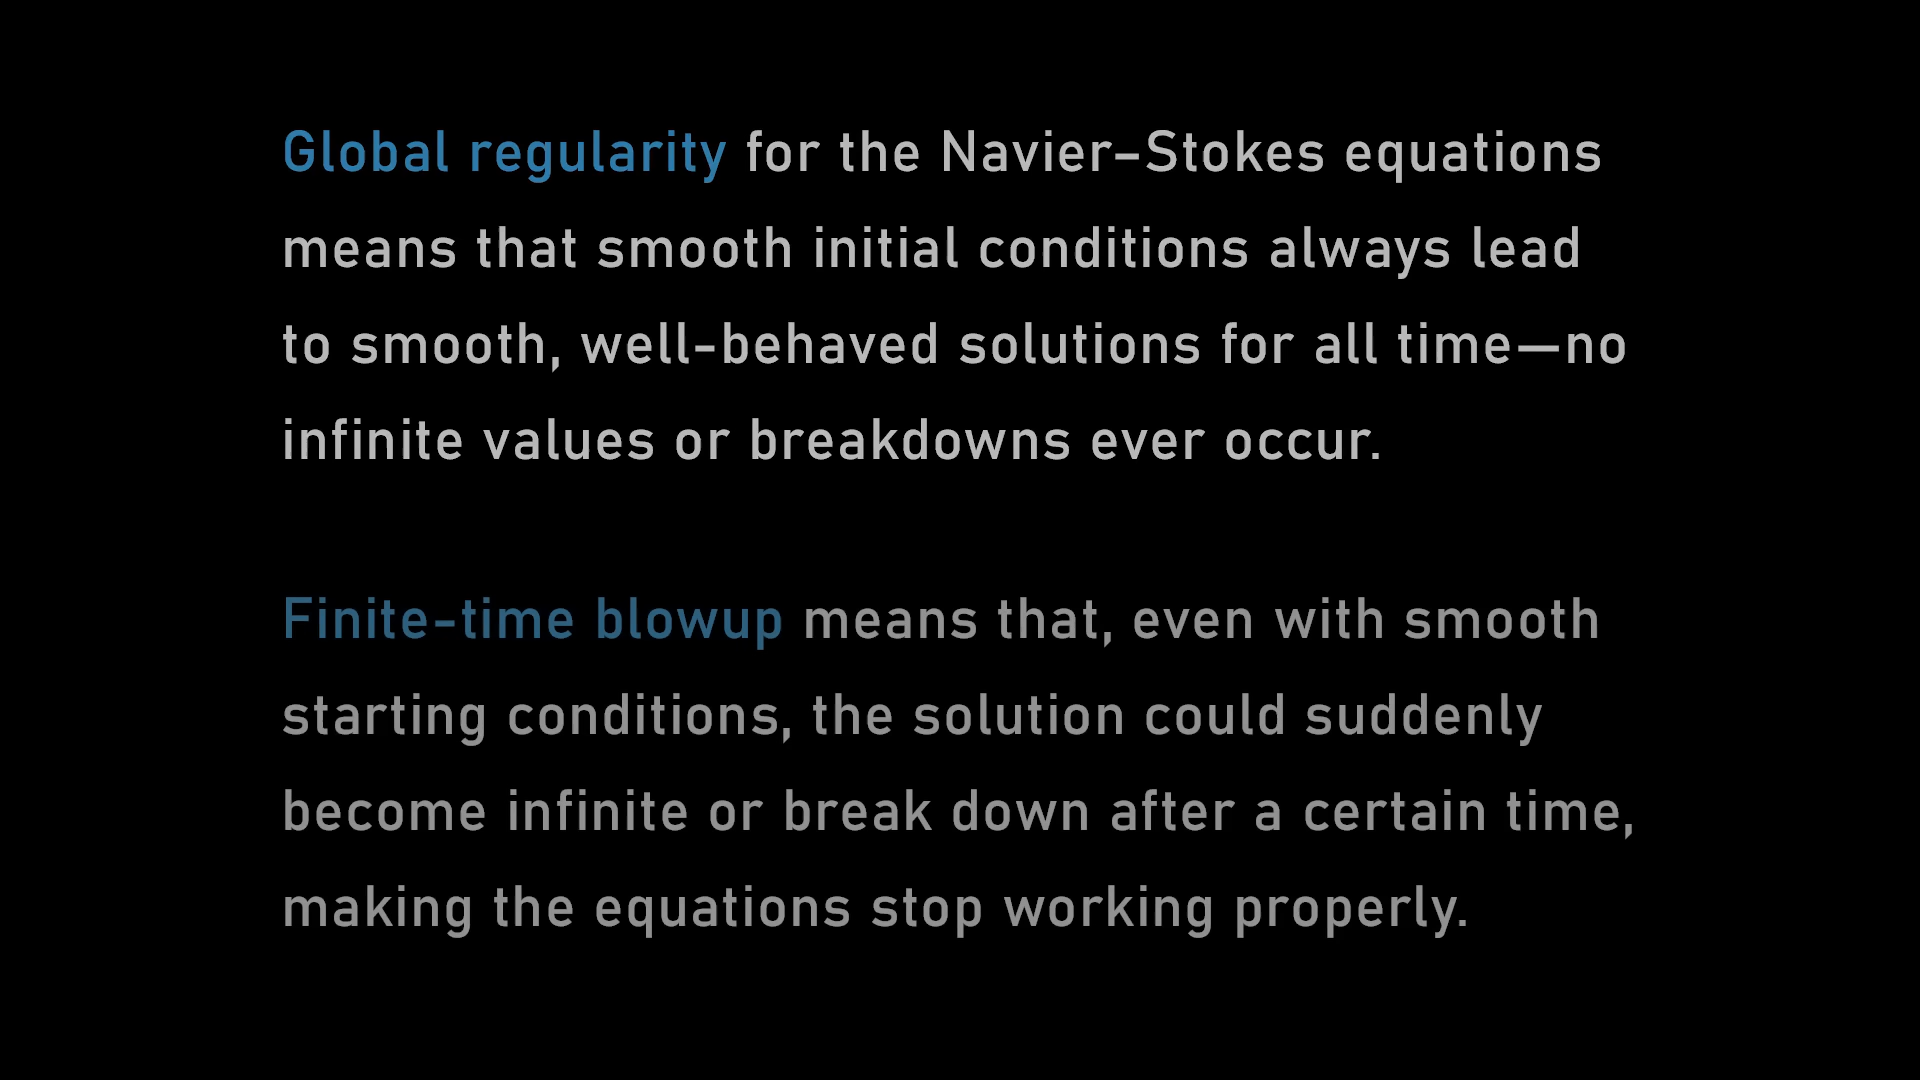 Global regularity for the Navier–Stokes equations
means that smooth initial conditions always lead
to smooth, well-behaved solutions for all time—no
infinite values or breakdowns ever occur.
Finite-time blowup means that, even with smooth
starting conditions, the solution could suddenly
become infinite or break down after a certain time,
making the equations stop working properly.